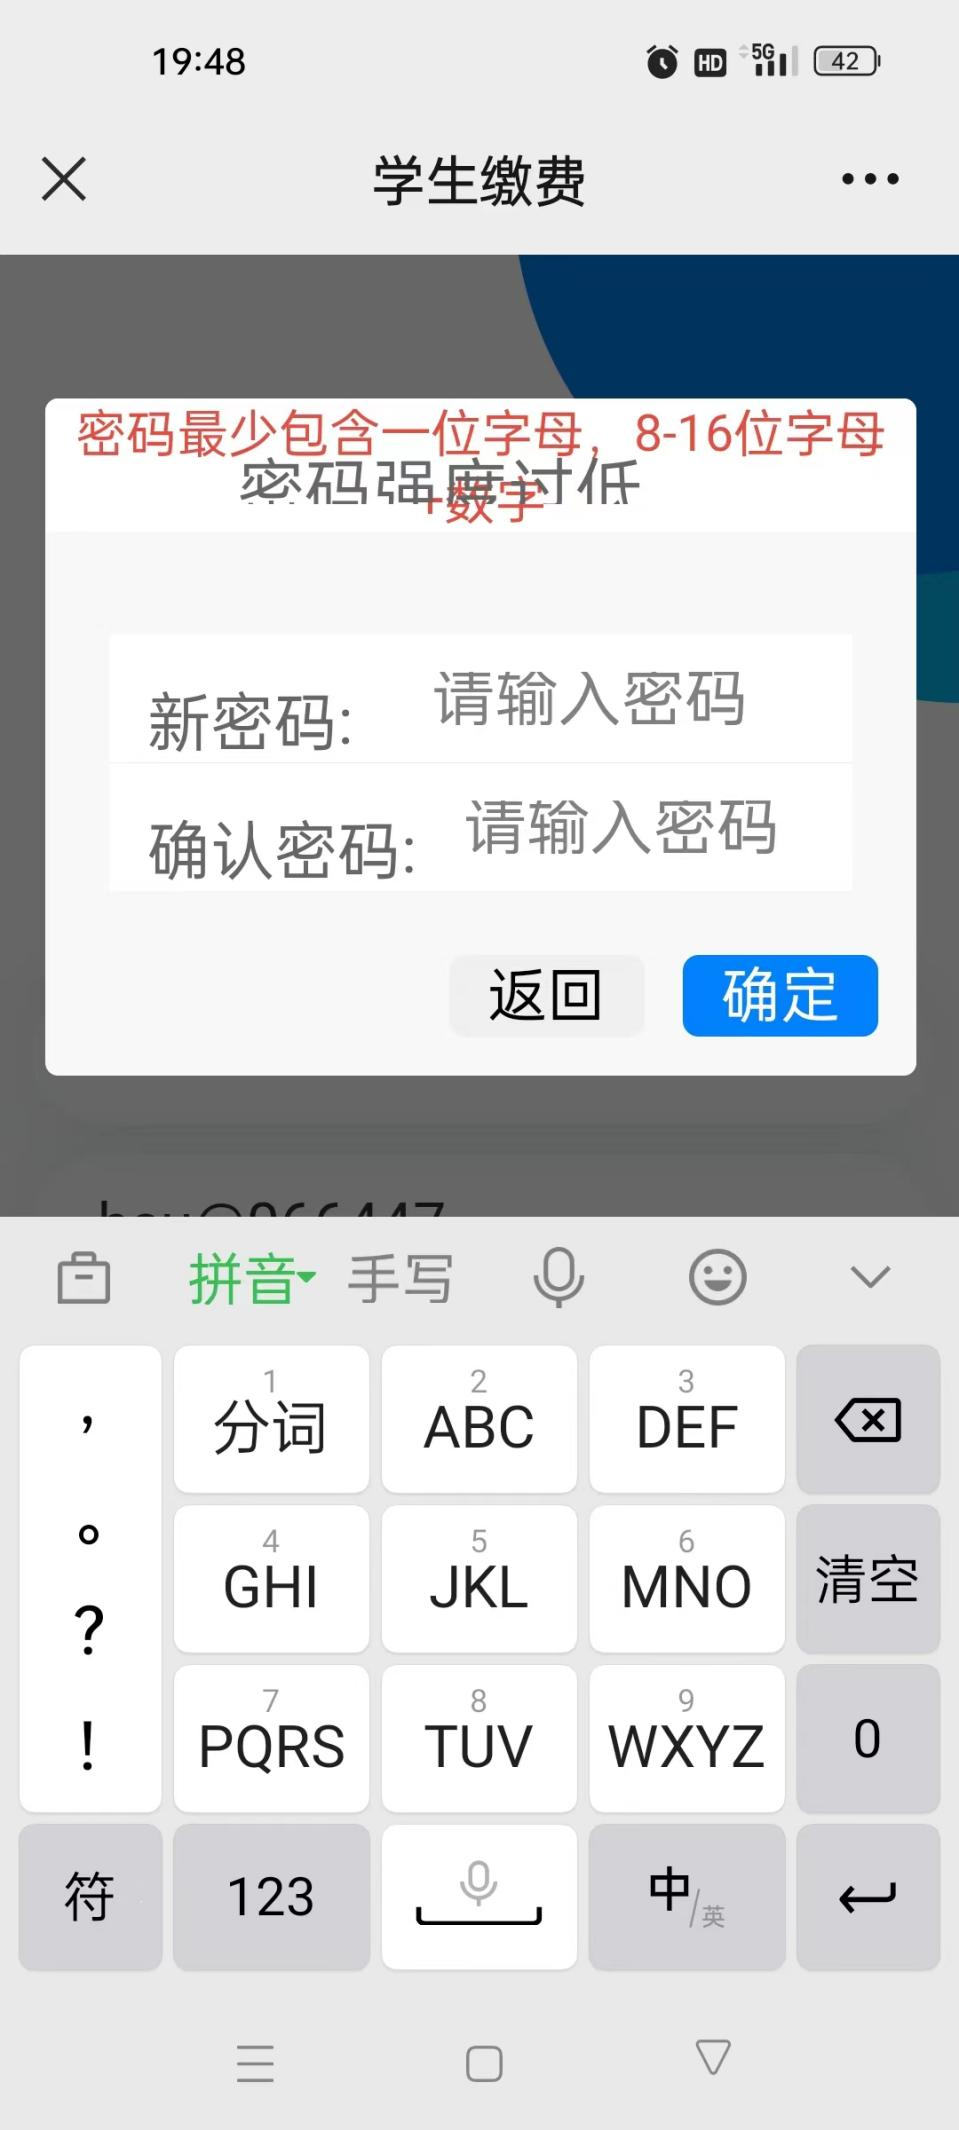 19:48
HD
5G
42
学生缴费
密码最少包含一位字母，8-16位字母
+数字
密码强度过低
新密码:
请输入密码
确认密码:
请输入密码
返回
确定
拼音
手写
，
1
分词
2
ABC
3
DEF
。
4
GHI
5
JKL
6
MNO
清空
?
!
7
PQRS
8
TUV
9
WXYZ
0
符
123
中/英